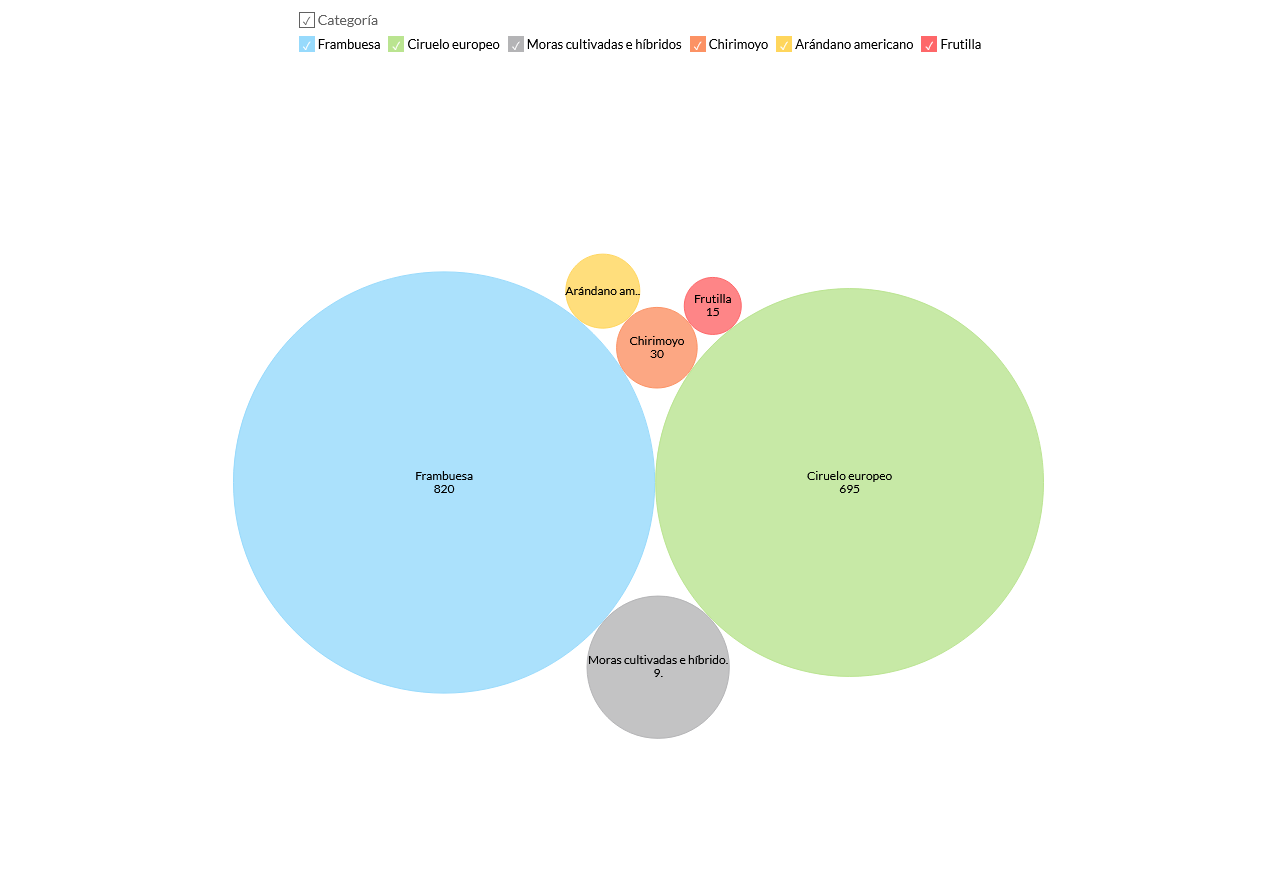 Categoría
Frambuesa Ciruelo europeo Moras cultivadas e híbridos Chirimoyo Arándano americano Frutilla
Arándano am..
Frutilla
15
Chirimoyo
30
Frambuesa
820
Ciruelo europeo
695
Moras cultivadas e híbrido.
9.